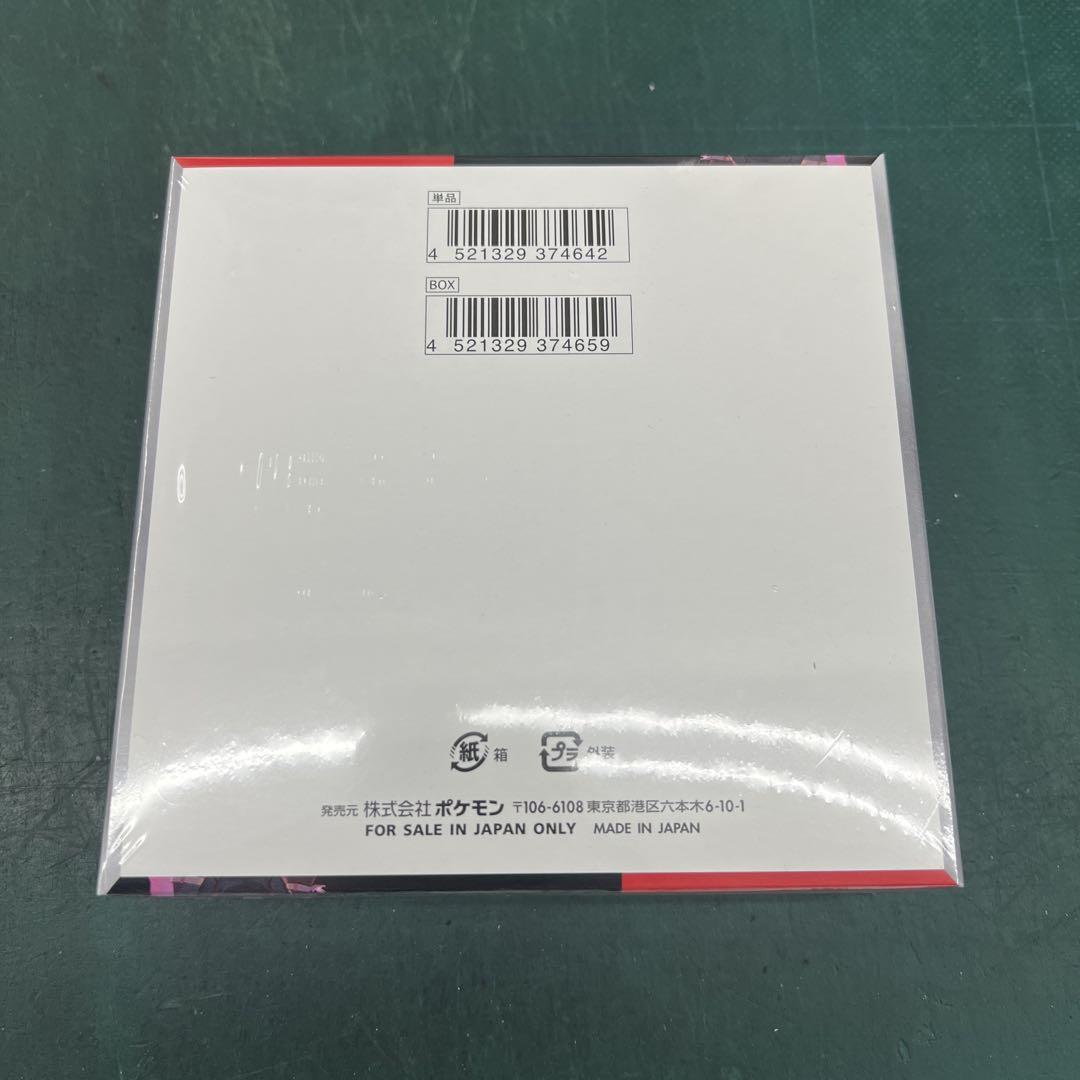 単品
4 521329 374642
BOX
4 521329 374659
紙 箱 プラ 外装
発売元 株式会社ポケモン 〒106-6108 東京都港区六本木6-10-1
FOR SALE IN JAPAN ONLY MADE IN JAPAN